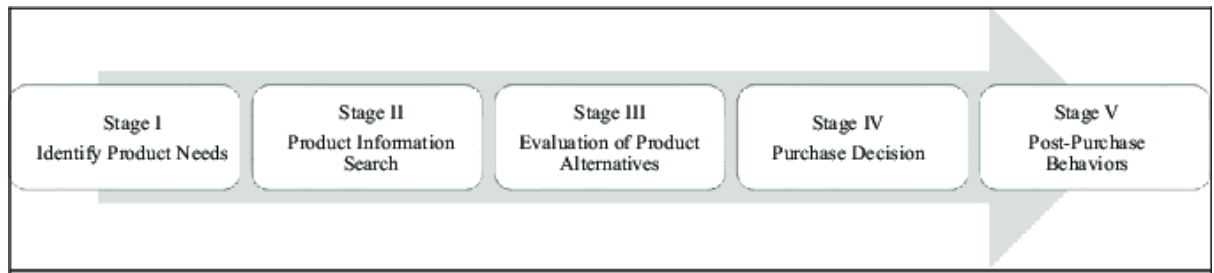 Stage I
Identify Product Needs
Stage II
Product Information
Search
Stage III
Evaluation of Product
Alternatives
Stage IV
Purchase Decision
Stage V
Post-Purchase
Behaviors